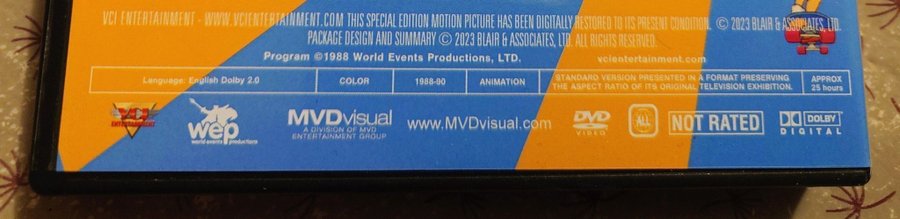 VCI ENTERTAINMENT - WWW.VCIENTERTAINMENT.COM THIS SPECIAL EDITION MOTION PICTURE HAS BEEN DIGITALLY RESTORED TO ITS PRESENT CONDITION. © 2023 BLAIR & ASSOCIATES, LTD.
PACKAGE DESIGN AND SUMMARY © 2023 BLAIR & ASSOCIATES, LTD. ALL RIGHTS RESERVED.
Program ©1988 World Events Productions, LTD.
vcientertainment.com
Language: English Dolby 2.0
COLOR
1988-90
ANIMATION
STANDARD VERSION PRESENTED IN A FORMAT PRESERVING
THE ASPECT RATIO OF ITS ORIGINAL TELEVISION EXHIBITION.
APPROX
25 hours
VCI
ENTERTAINMENT
wep
world events productions
MVDvisual
A DIVISION OF MVD
ENTERTAINMENT GROUP
www.MVDvisual.com
DVD
VIDEO
ALL
NOT RATED
DOLBY
DIGITAL